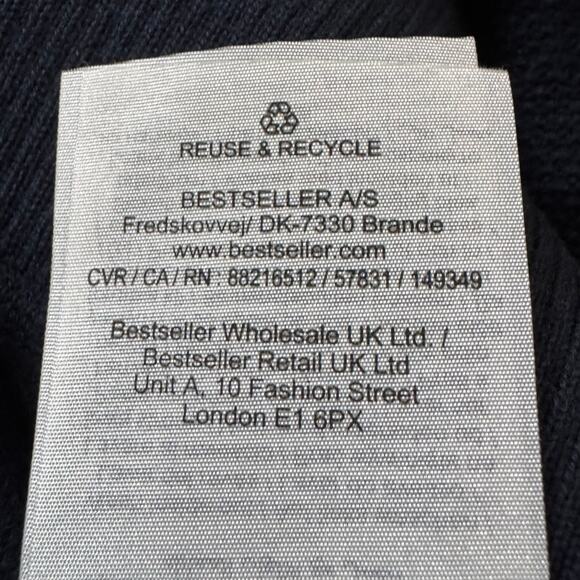 REUSE & RECYCLE
BESTSELLER A/S
Fredskovvej/ DK-7330 Brande
www.bestseller.com
CVR / CA / RN : 88216512 / 57831 / 149349
Bestseller Wholesale UK Ltd. /
Bestseller Retail UK Ltd
Unit A, 10 Fashion Street
London E1 6PX